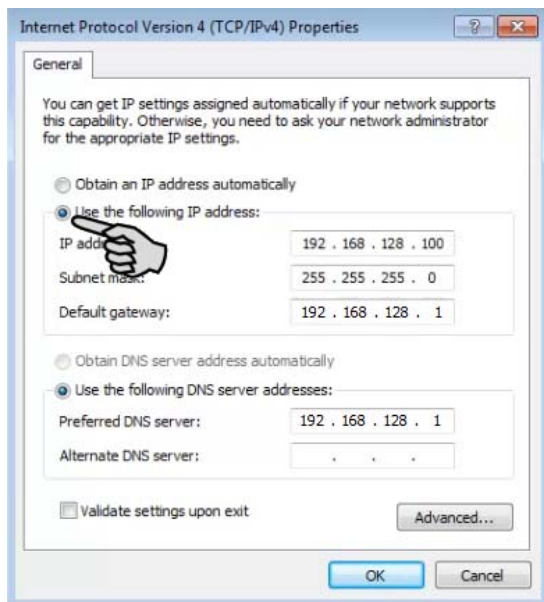 Internet Protocol Version 4 (TCP/IPv4) Properties
General
You can get IP settings assigned automatically if your network supports
this capability. Otherwise, you need to ask your network administrator
for the appropriate IP settings.
Obtain an IP address automatically
Use the following IP address:
IP add 192 . 168 . 128 . 100
Subnet mask: 255 . 255 . 255 . 0
Default gateway: 192 . 168 . 128 . 1
Obtain DNS server address automatically
Use the following DNS server addresses:
Preferred DNS server: 192 . 168 . 128 . 1
Alternate DNS server: . . .
Validate settings upon exit
Advanced...
OK Cancel